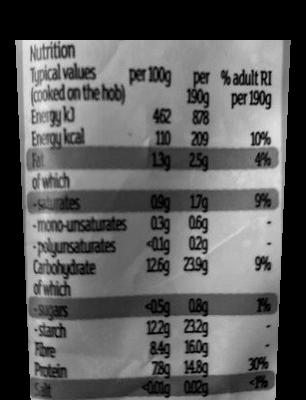 Nutrition
Typical values per 100g per % adult RI
(cooked on the hob) 190g per 190g
Energy kJ 462 878
Energy kcal 110 209 10%
Fat 1.3g 2.5g 4%
of which
- saturates 0.9g 1.7g 9%
- mono-unsaturates 0.3g 0.6g -
- polyunsaturates <0.1g 0.2g -
Carbohydrate 12.6g 23.9g 9%
of which
- sugars <0.5g 0.8g 1%
- starch 12.2g 23.2g -
Fibre 8.4g 16.0g -
Protein 7.8g 14.8g 30%
Salt <0.01g 0.02g <1%